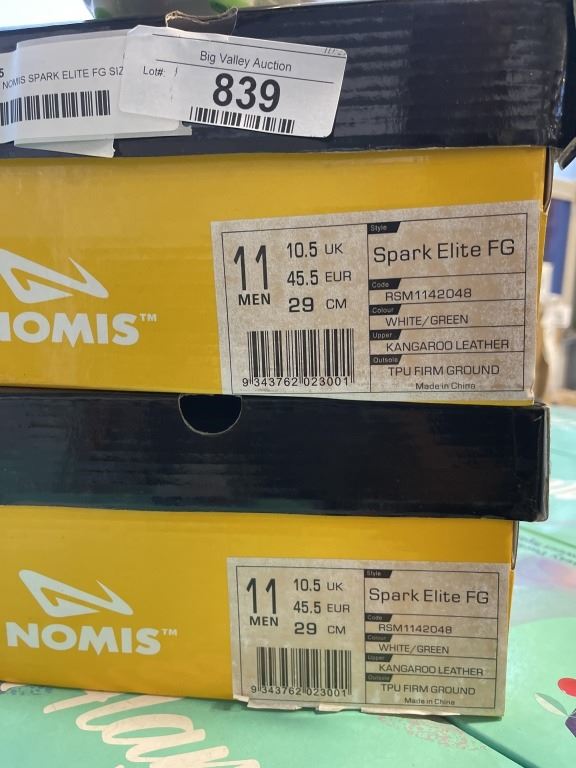 NOMIS SPARK ELITE FG SIZ
Big Valley Auction
Lot#:
839
11
MEN
10.5 UK
45.5 EUR
29 CM
9 343762 023001
Style
Spark Elite FG
Code
RSM1142048
Colour
WHITE/GREEN
Upper
KANGAROO LEATHER
Outsole
TPU FIRM GROUND
Made in China
NOMIS™
11
MEN
10.5 UK
45.5 EUR
29 CM
9 343762 023001
Style
Spark Elite FG
Code
RSM1142048
Colour
WHITE/GREEN
Upper
KANGAROO LEATHER
Outsole
TPU FIRM GROUND
Made in China
NOMIS™